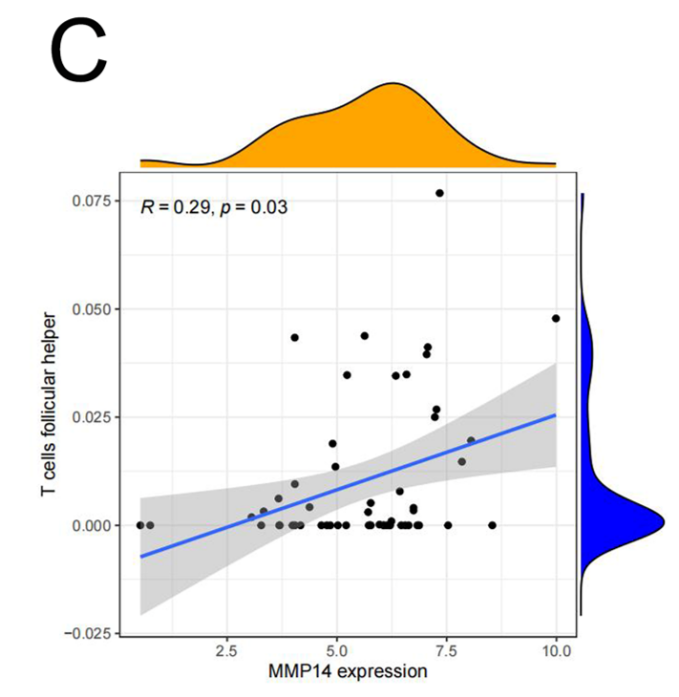 C
R = 0.29, p = 0.03
0.075
0.050
0.025
0.000
−0.025
T cells follicular helper
2.5 5.0 7.5 10.0
MMP14 expression